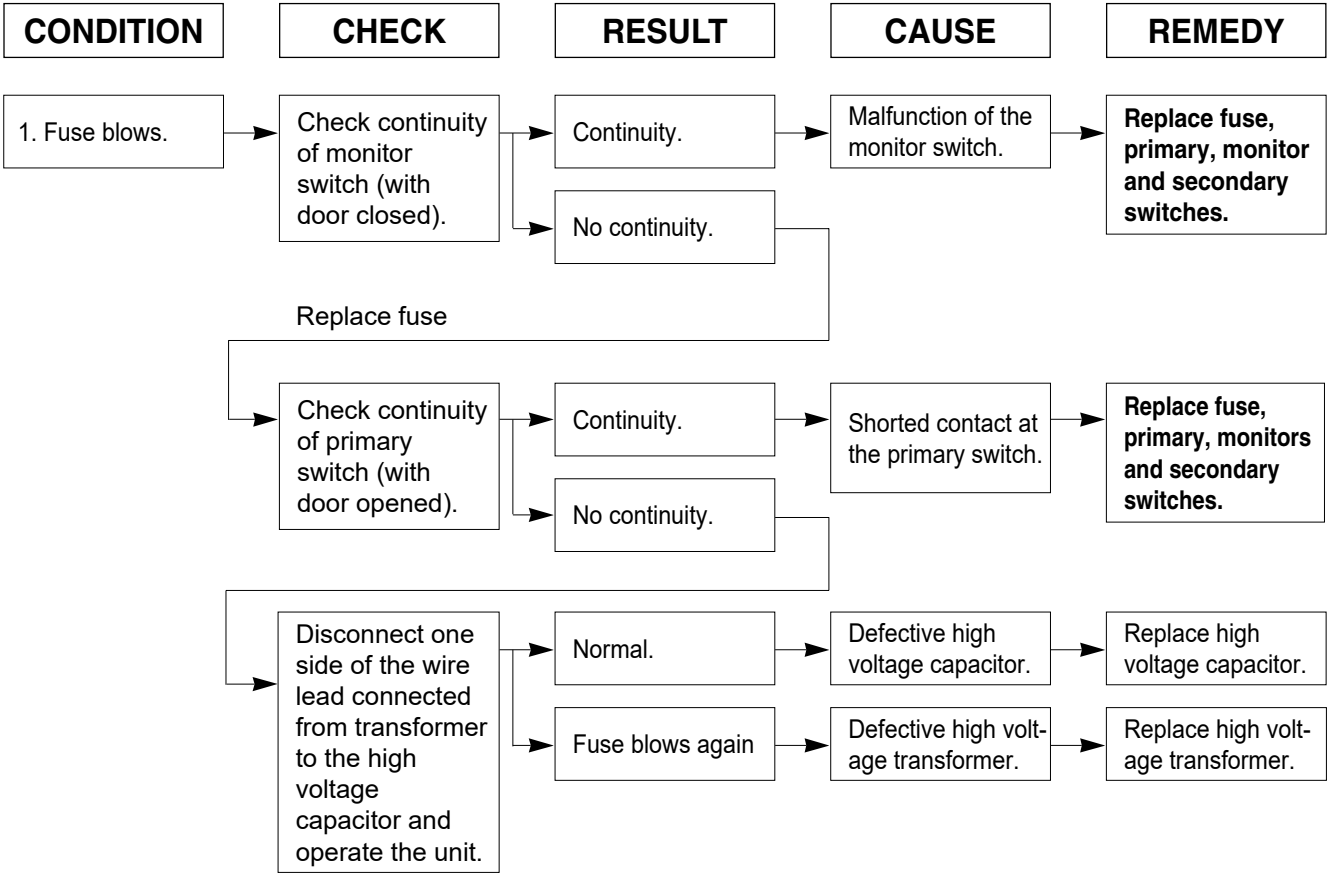 CONDITION
CHECK
RESULT
CAUSE
REMEDY
1. Fuse blows.
Check continuity
of monitor
switch (with
door closed).
Continuity.
Malfunction of the
monitor switch.
Replace fuse,
primary, monitor
and secondary
switches.
No continuity.
Replace fuse
Check continuity
of primary
switch (with
door opened).
Continuity.
Shorted contact at
the primary switch.
Replace fuse,
primary, monitors
and secondary
switches.
No continuity.
Disconnect one
side of the wire
lead connected
from transformer
to the high
voltage
capacitor and
operate the unit.
Normal.
Defective high
voltage capacitor.
Replace high
voltage capacitor.
Fuse blows again
Defective high volt-
age transformer.
Replace high volt-
age transformer.